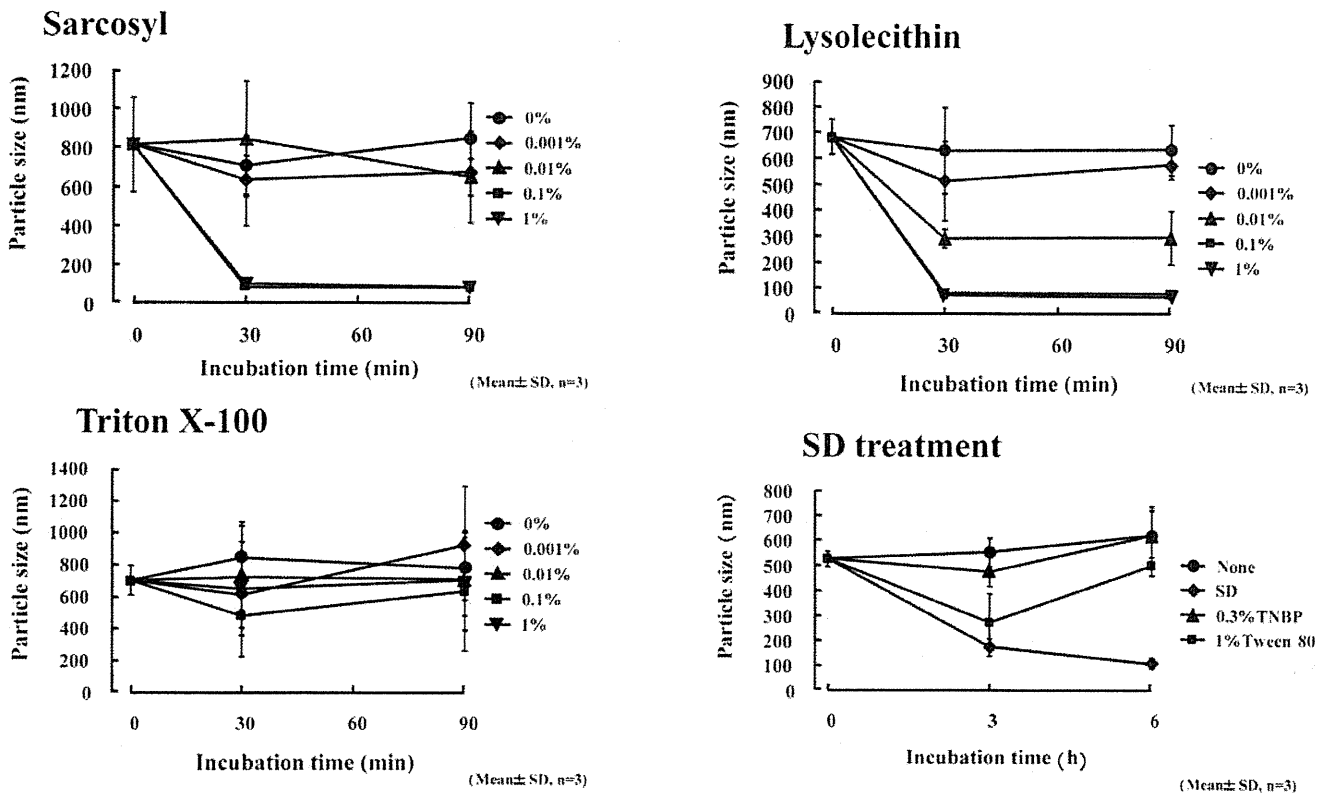 Sarcosyl
Particle size (nm)
1200
1000
800
600
400
200
0
0 30 60 90
Incubation time (min)
(Mean± SD, n=3)
0%
0.001%
0.01%
0.1%
1%
Lysolecithin
Particle size (nm)
900
800
700
600
500
400
300
200
100
0
0 30 60 90
Incubation time (min)
(Mean± SD, n=3)
0%
0.001%
0.01%
0.1%
1%
Triton X-100
Particle size (nm)
1400
1200
1000
800
600
400
200
0
0 30 60 90
Incubation time (min)
(Mean± SD, n=3)
0%
0.001%
0.01%
0.1%
1%
SD treatment
Particle size (nm)
800
700
600
500
400
300
200
100
0
0 3 6
Incubation time (h)
(Mean± SD, n=3)
None
SD
0.3%TNBP
1%Tween 80